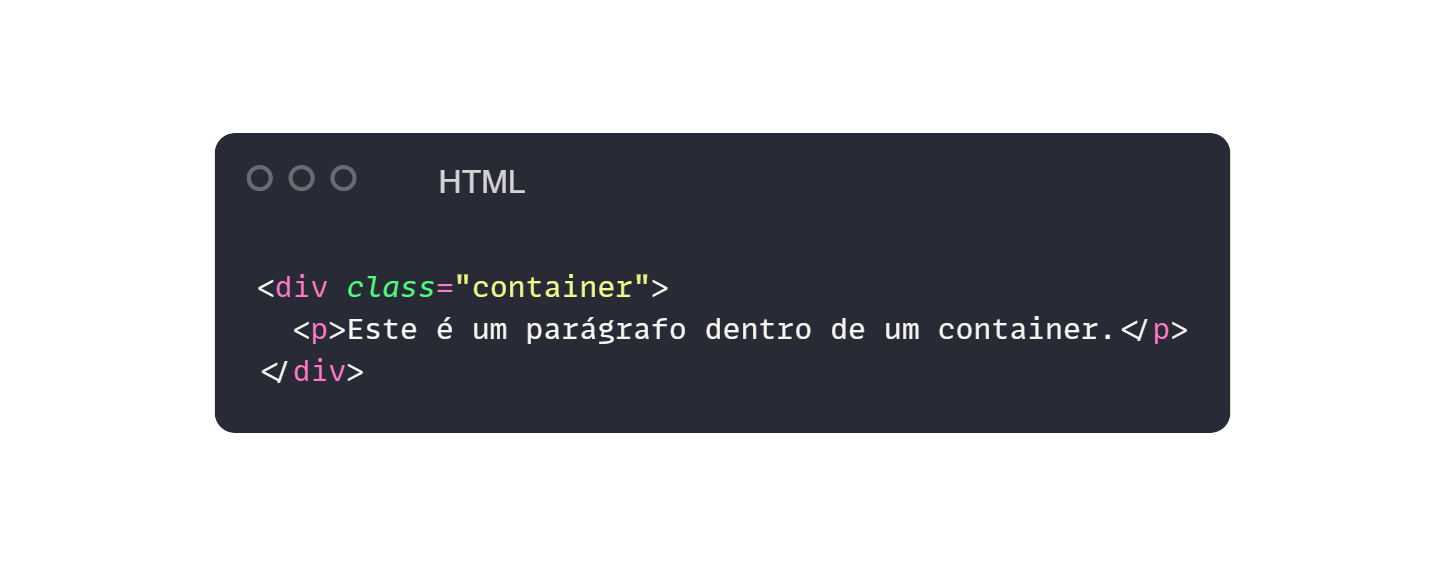 HTML
<div class="container">
  <p>Este é um parágrafo dentro de um container.</p>
</div>